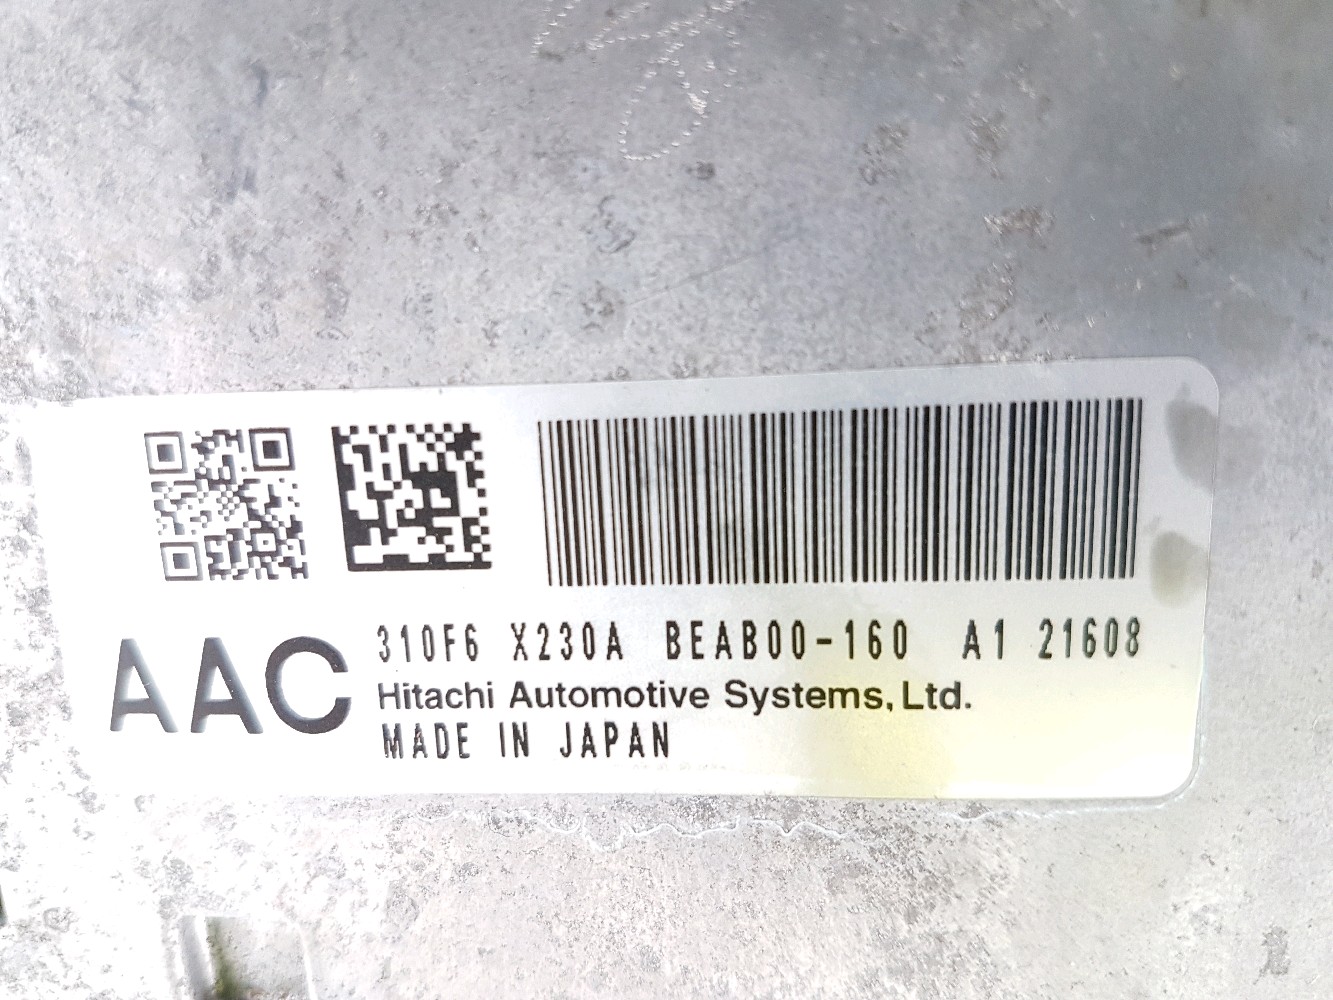 AAC
310F6 X230A BEAB00-160 A1 21608
Hitachi Automotive Systems, Ltd.
MADE IN JAPAN